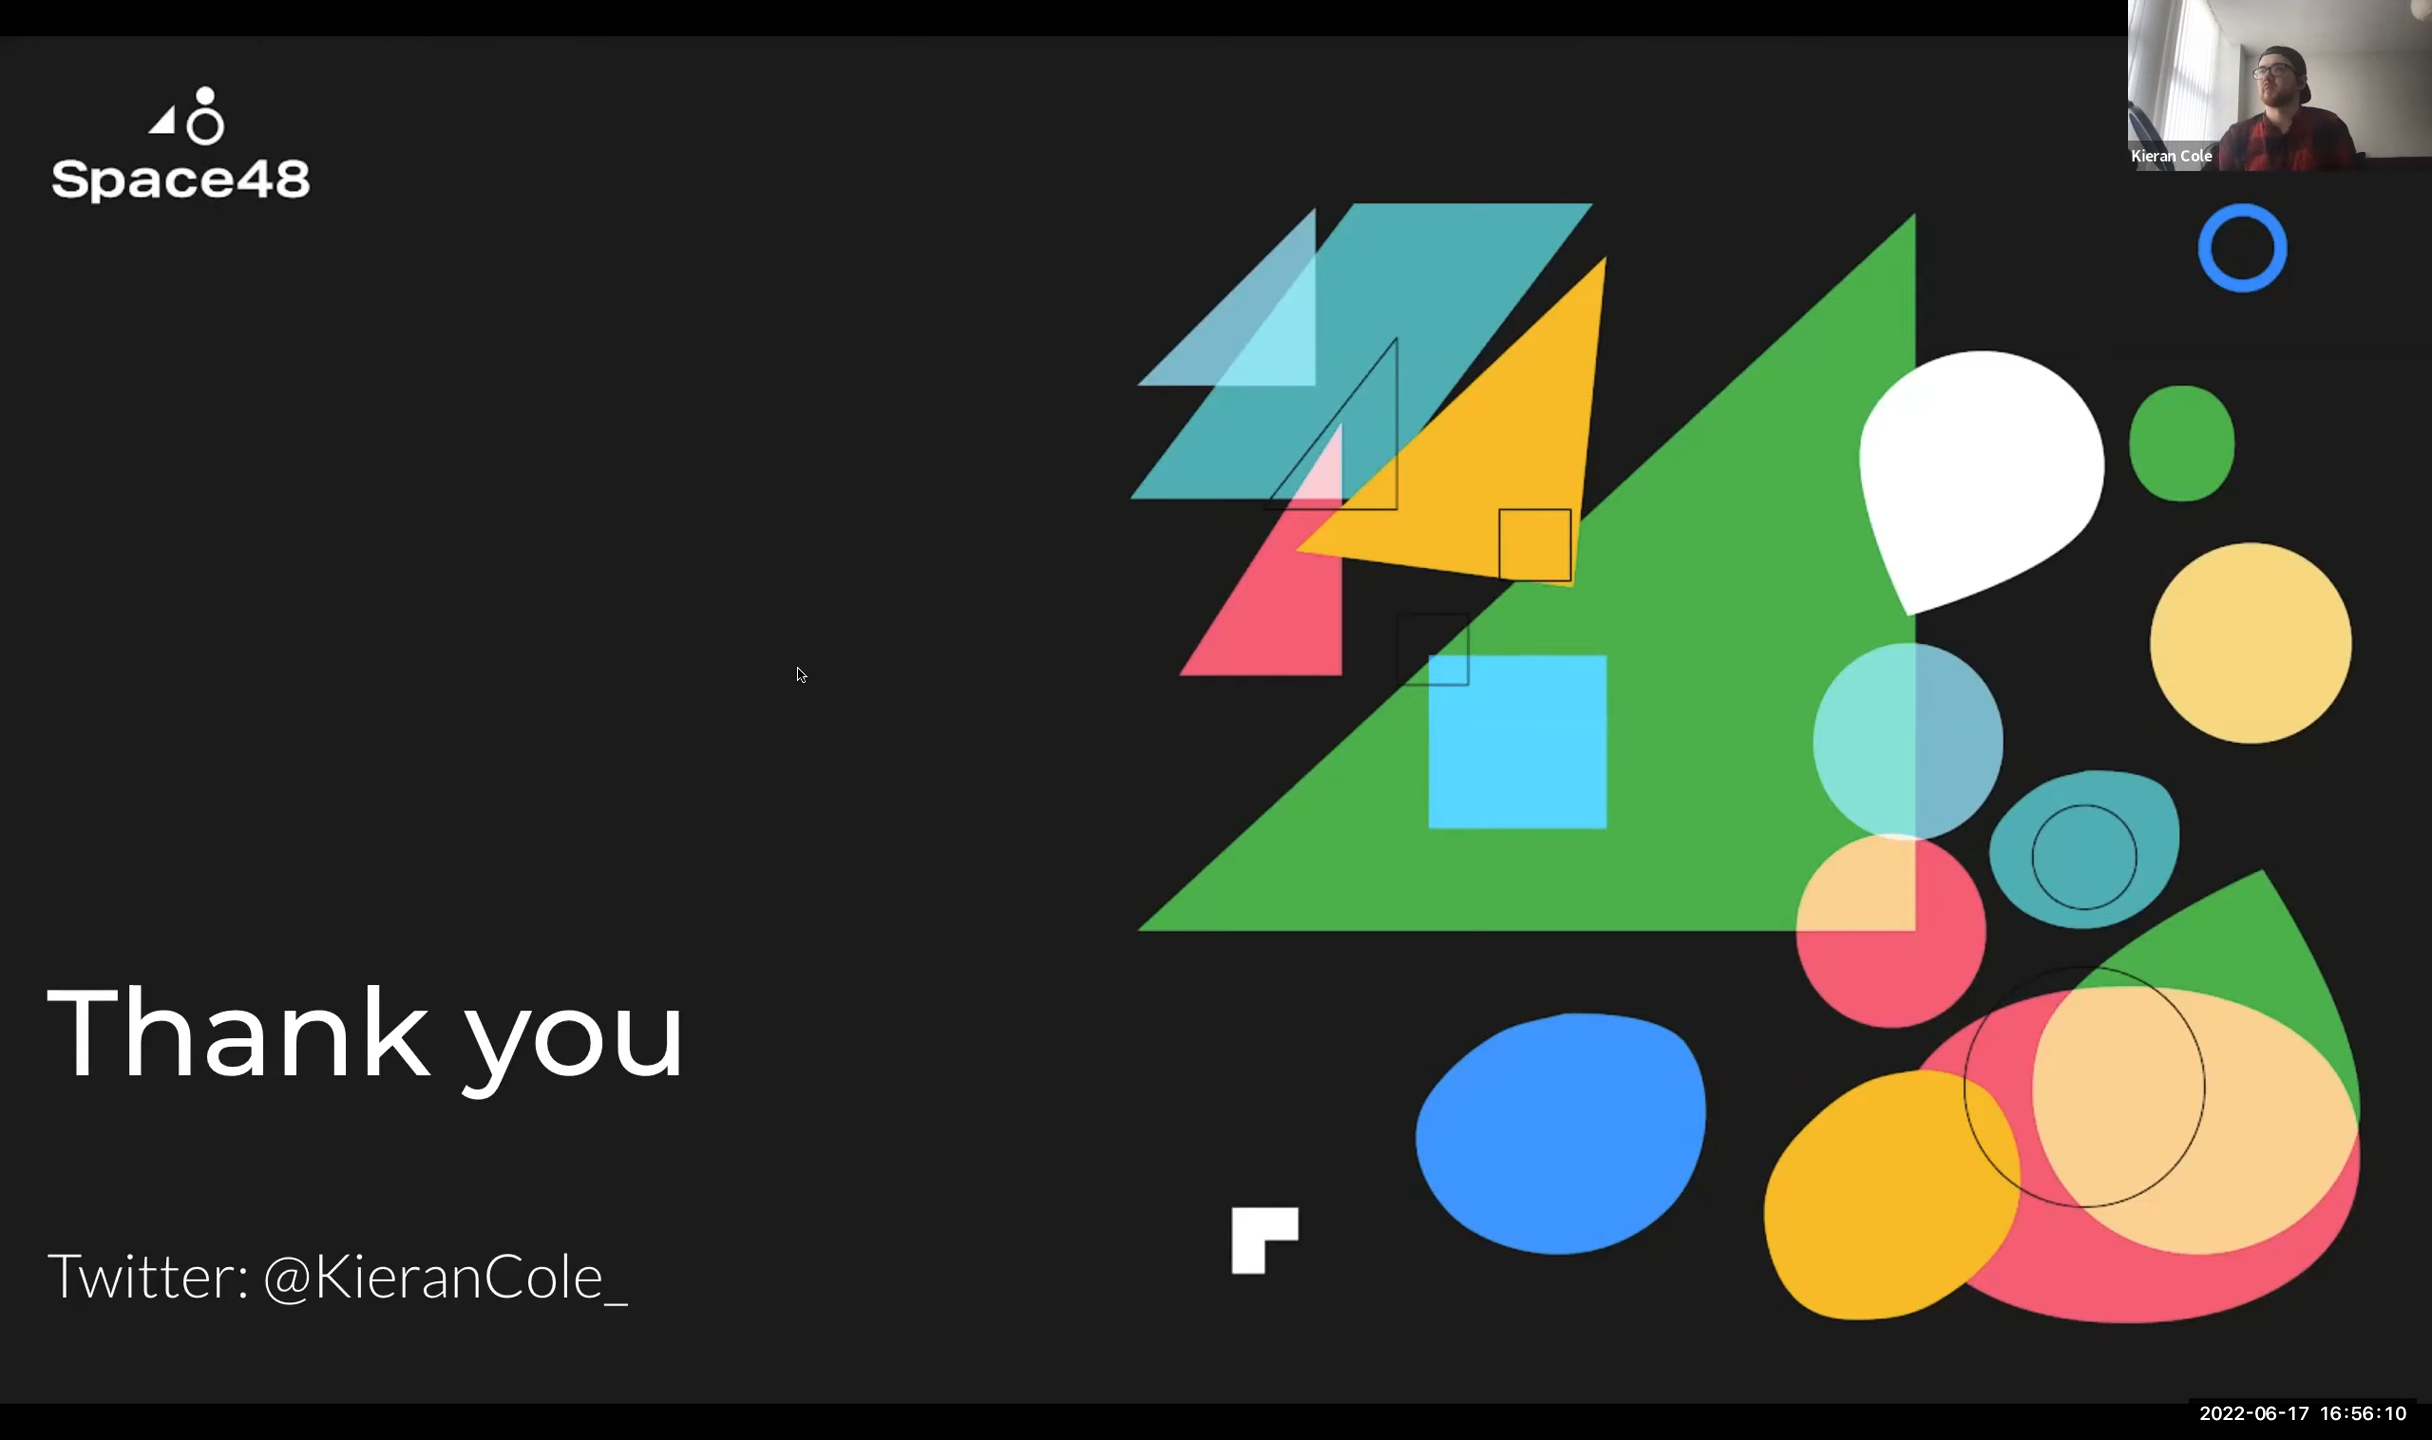 Space48
Kieran Cole
Thank you
Twitter: @KieranCole_
2022-06-17 16:56:10